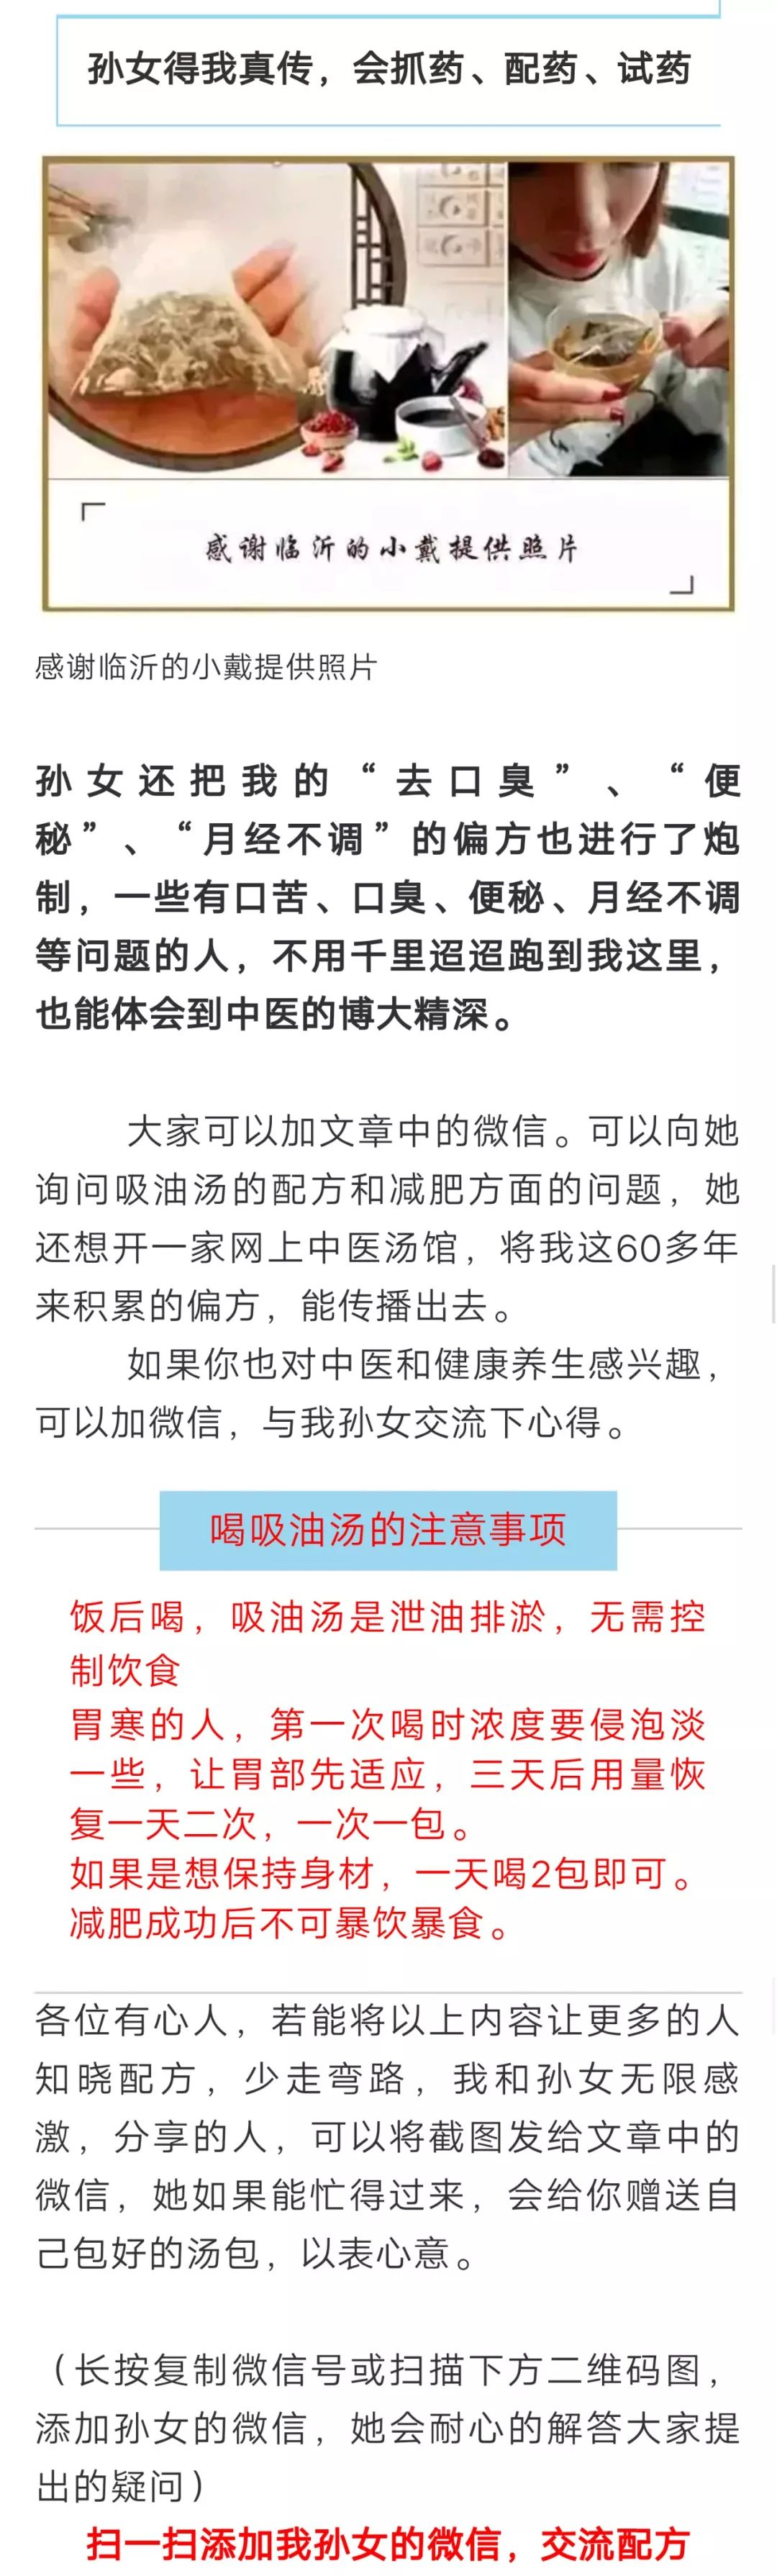 孙女得我真传，会抓药、配药、试药
感谢临沂的小戴提供照片
感谢临沂的小戴提供照片
孙女还把我的“去口臭”、“便
秘”、“月经不调”的偏方也进行了炮
制，一些有口苦、口臭、便秘、月经不调
等问题的人，不用千里迢迢跑到我这里，
也能体会到中医的博大精深。
大家可以加文章中的微信。可以向她
询问吸油汤的配方和减肥方面的问题，她
还想开一家网上中医汤馆，将我这60多年
来积累的偏方，能传播出去。
如果你也对中医和健康养生感兴趣，
可以加微信，与我孙女交流下心得。
喝吸油汤的注意事项
饭后喝，吸油汤是泄油排淤，无需控
制饮食
胃寒的人，第一次喝时浓度要侵泡淡
一些，让胃部先适应，三天后用量恢
复一天二次，一次一包。
如果是想保持身材，一天喝2包即可。
减肥成功后不可暴饮暴食。
各位有心人，若能将以上内容让更多的人
知晓配方，少走弯路，我和孙女无限感
激，分享的人，可以将截图发给文章中的
微信，她如果能忙得过来，会给你赠送自
己包好的汤包，以表心意。
（长按复制微信号或扫描下方二维码图，
添加孙女的微信，她会耐心的解答大家提
出的疑问）
扫一扫添加我孙女的微信，交流配方